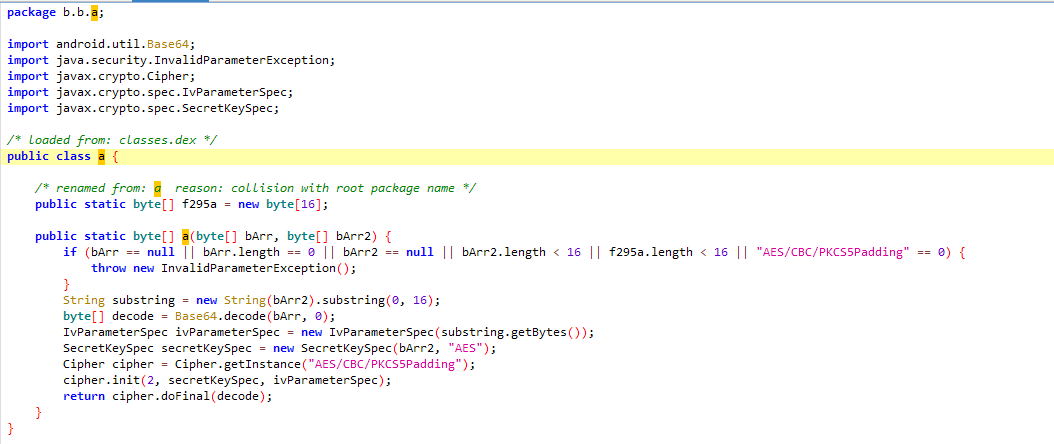 package b.b.a;
import android.util.Base64;
import java.security.InvalidParameterException;
import javax.crypto.Cipher;
import javax.crypto.spec.IvParameterSpec;
import javax.crypto.spec.SecretKeySpec;
/* loaded from: classes.dex */
public class a {
/* renamed from: a  reason: collision with root package name */
public static byte[] f295a = new byte[16];
public static byte[] a(byte[] bArr, byte[] bArr2) {
if (bArr == null || bArr.length == 0 || bArr2 == null || bArr2.length < 16 || f295a.length < 16 || "AES/CBC/PKCS5Padding" == 0) {
throw new InvalidParameterException();
}
String substring = new String(bArr2).substring(0, 16);
byte[] decode = Base64.decode(bArr, 0);
IvParameterSpec ivParameterSpec = new IvParameterSpec(substring.getBytes());
SecretKeySpec secretKeySpec = new SecretKeySpec(bArr2, "AES");
Cipher cipher = Cipher.getInstance("AES/CBC/PKCS5Padding");
cipher.init(2, secretKeySpec, ivParameterSpec);
return cipher.doFinal(decode);
}
}